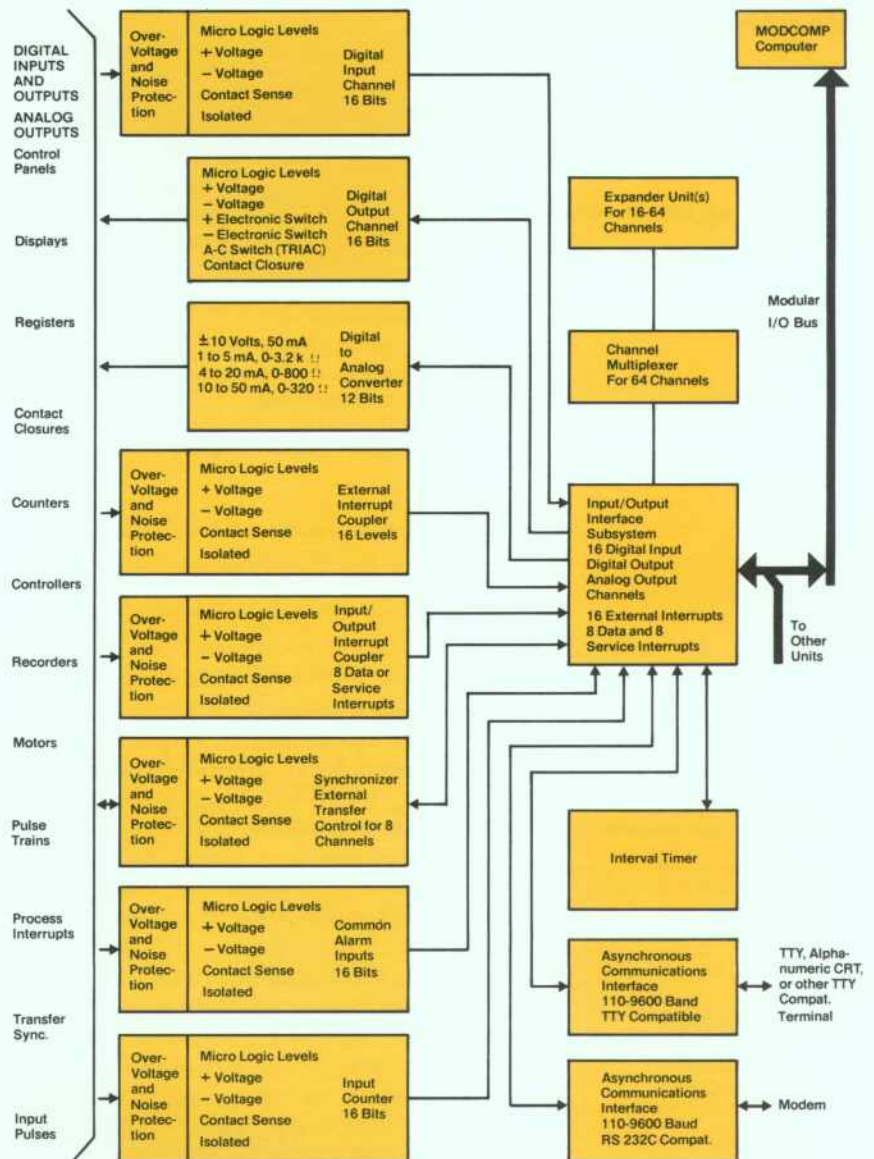 DIGITAL
INPUTS
AND
OUTPUTS
ANALOG
OUTPUTS
Control
Panels
Displays
Registers
Contact
Closures
Counters
Controllers
Recorders
Motors
Pulse
Trains
Process
Interrupts
Transfer
Sync.
Input
Pulses
Over-
Voltage
and
Noise
Protec-
tion
Micro Logic Levels
+ Voltage
− Voltage
Contact Sense
Isolated
Digital
Input
Channel
16 Bits
Micro Logic Levels
+ Voltage
− Voltage
+ Electronic Switch
− Electronic Switch
A-C Switch (TRIAC)
Contact Closure
Digital
Output
Channel
16 Bits
± 10 Volts, 50 mA
1 to 5 mA, 0-3.2 k Ω
4 to 20 mA, 0-800 Ω
10 to 50 mA, 0-320 Ω
Digital
to
Analog
Converter
12 Bits
Over-
Voltage
and
Noise
Protec-
tion
Micro Logic Levels
+ Voltage
− Voltage
Contact Sense
Isolated
External
Interrupt
Coupler
16 Levels
Over-
Voltage
and
Noise
Protec-
tion
Micro Logic Levels
+ Voltage
− Voltage
Contact Sense
Isolated
Input/
Output
Interrupt
Coupler
8 Data or
Service
Interrupts
Over-
Voltage
and
Noise
Protec-
tion
Micro Logic Levels
+ Voltage
− Voltage
Contact Sense
Isolated
Synchronizer
External
Transfer
Control for 8
Channels
Over-
Voltage
and
Noise
Protec-
tion
Micro Logic Levels
+ Voltage
− Voltage
Contact Sense
Isolated
Common
Alarm
Inputs
16 Bits
Over-
Voltage
and
Noise
Protec-
tion
Micro Logic Levels
+ Voltage
− Voltage
Contact Sense
Isolated
Input
Counter
16 Bits
MODCOMP
Computer
Expander Unit(s)
For 16-64
Channels
Modular
I/O Bus
Channel
Multiplexer
For 64 Channels
Input/Output
Interface
Subsystem
16 Digital Input
Digital Output
Analog Output
Channels
16 External Interrupts
8 Data and 8
Service Interrupts
To
Other
Units
Interval Timer
Asynchronous
Communications
Interface
110-9600 Band
TTY Compatible
TTY, Alpha-
numeric CRT,
or other TTY
Compat.
Terminal
Asynchronous
Communications
Interface
110-9600 Baud
RS 232C Compat.
Modem